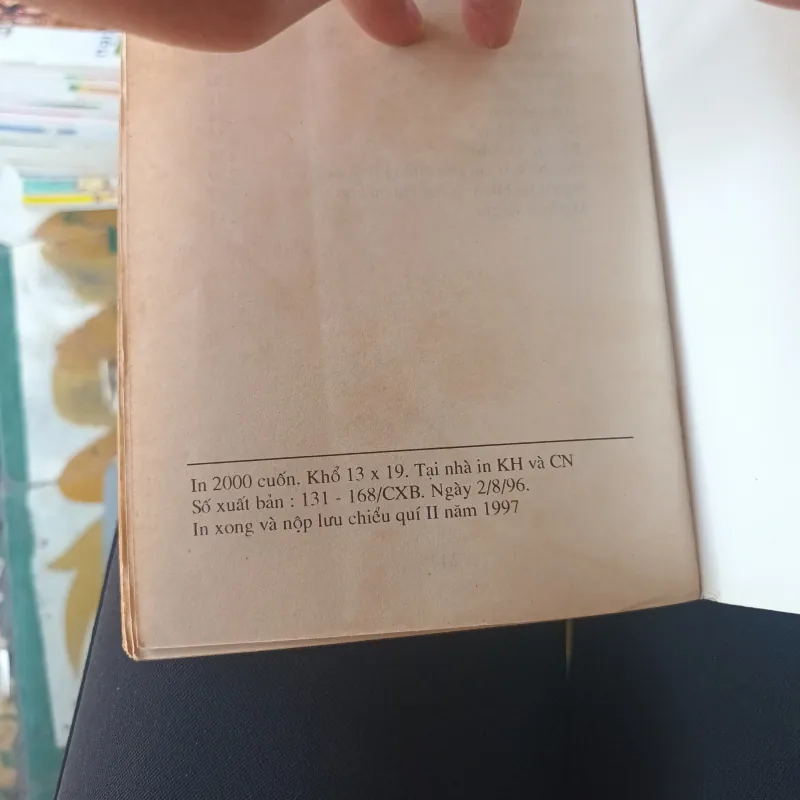 In 2000 cuốn. Khổ 13 x 19. Tại nhà in KH và CN
Số xuất bản : 131 - 168/CXB. Ngày 2/8/96.
In xong và nộp lưu chiểu quí II năm 1997